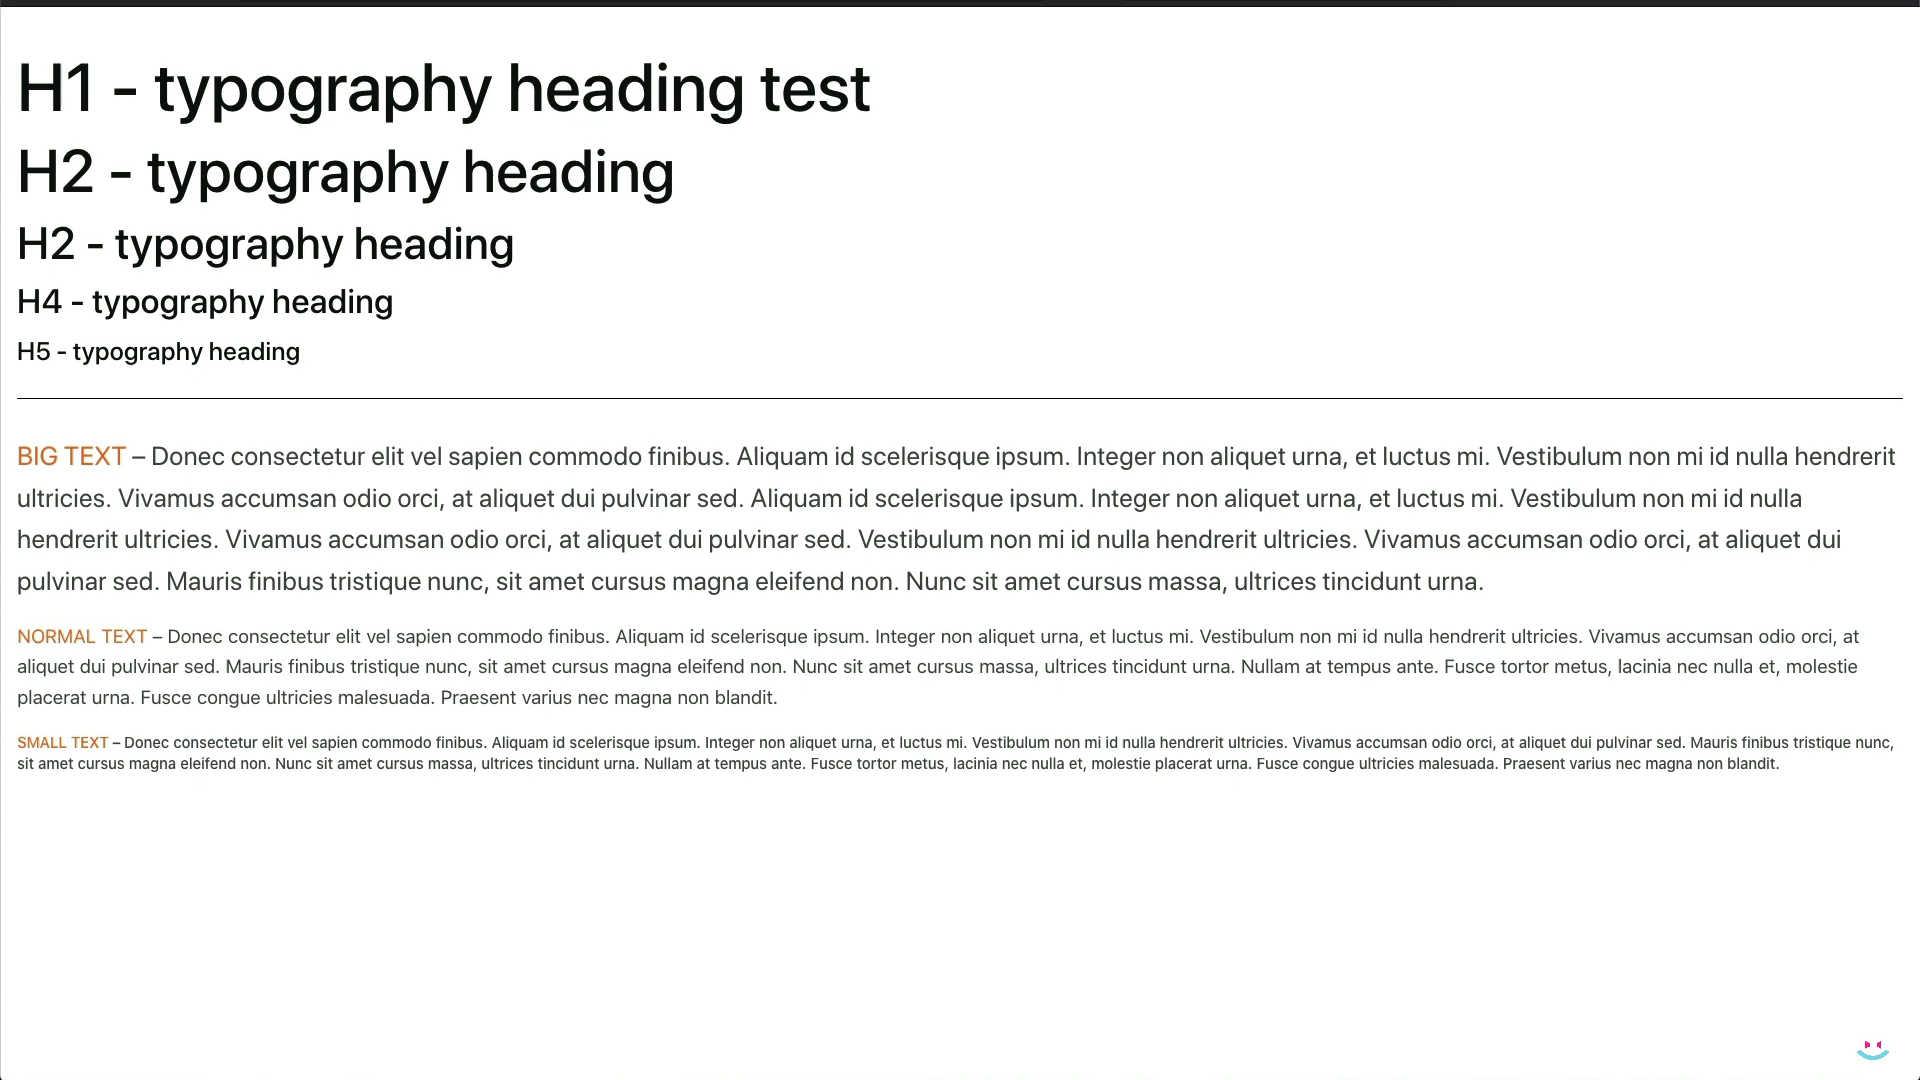 H1 - typography heading test
H2 - typography heading
H2 - typography heading
H4 - typography heading
H5 - typography heading
BIG TEXT – Donec consectetur elit vel sapien commodo finibus. Aliquam id scelerisque ipsum. Integer non aliquet urna, et luctus mi. Vestibulum non mi id nulla hendrerit
ultricies. Vivamus accumsan odio orci, at aliquet dui pulvinar sed. Aliquam id scelerisque ipsum. Integer non aliquet urna, et luctus mi. Vestibulum non mi id nulla
hendrerit ultricies. Vivamus accumsan odio orci, at aliquet dui pulvinar sed. Vestibulum non mi id nulla hendrerit ultricies. Vivamus accumsan odio orci, at aliquet dui
pulvinar sed. Mauris finibus tristique nunc, sit amet cursus magna eleifend non. Nunc sit amet cursus massa, ultrices tincidunt urna.
NORMAL TEXT – Donec consectetur elit vel sapien commodo finibus. Aliquam id scelerisque ipsum. Integer non aliquet urna, et luctus mi. Vestibulum non mi id nulla hendrerit ultricies. Vivamus accumsan odio orci, at
aliquet dui pulvinar sed. Mauris finibus tristique nunc, sit amet cursus magna eleifend non. Nunc sit amet cursus massa, ultrices tincidunt urna. Nullam at tempus ante. Fusce tortor metus, lacinia nec nulla et, molestie
placerat urna. Fusce congue ultricies malesuada. Praesent varius nec magna non blandit.
SMALL TEXT – Donec consectetur elit vel sapien commodo finibus. Aliquam id scelerisque ipsum. Integer non aliquet urna, et luctus mi. Vestibulum non mi id nulla hendrerit ultricies. Vivamus accumsan odio orci, at aliquet dui pulvinar sed. Mauris finibus tristique nunc,
sit amet cursus magna eleifend non. Nunc sit amet cursus massa, ultrices tincidunt urna. Nullam at tempus ante. Fusce tortor metus, lacinia nec nulla et, molestie placerat urna. Fusce congue ultricies malesuada. Praesent varius nec magna non blandit.